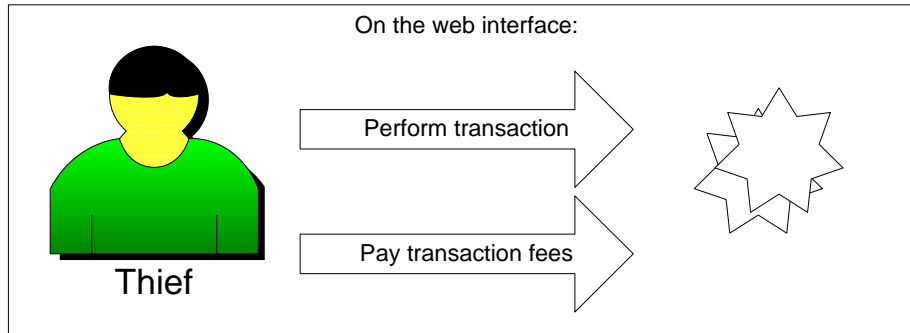 On the web interface:
Perform transaction
Pay transaction fees
Thief